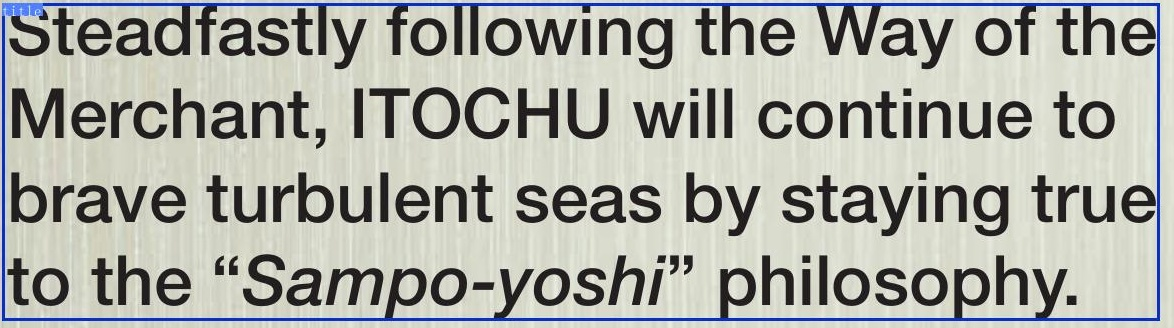 title
Steadfastly following the Way of the
Merchant, ITOCHU will continue to
brave turbulent seas by staying true
to the “Sampo-yoshi” philosophy.